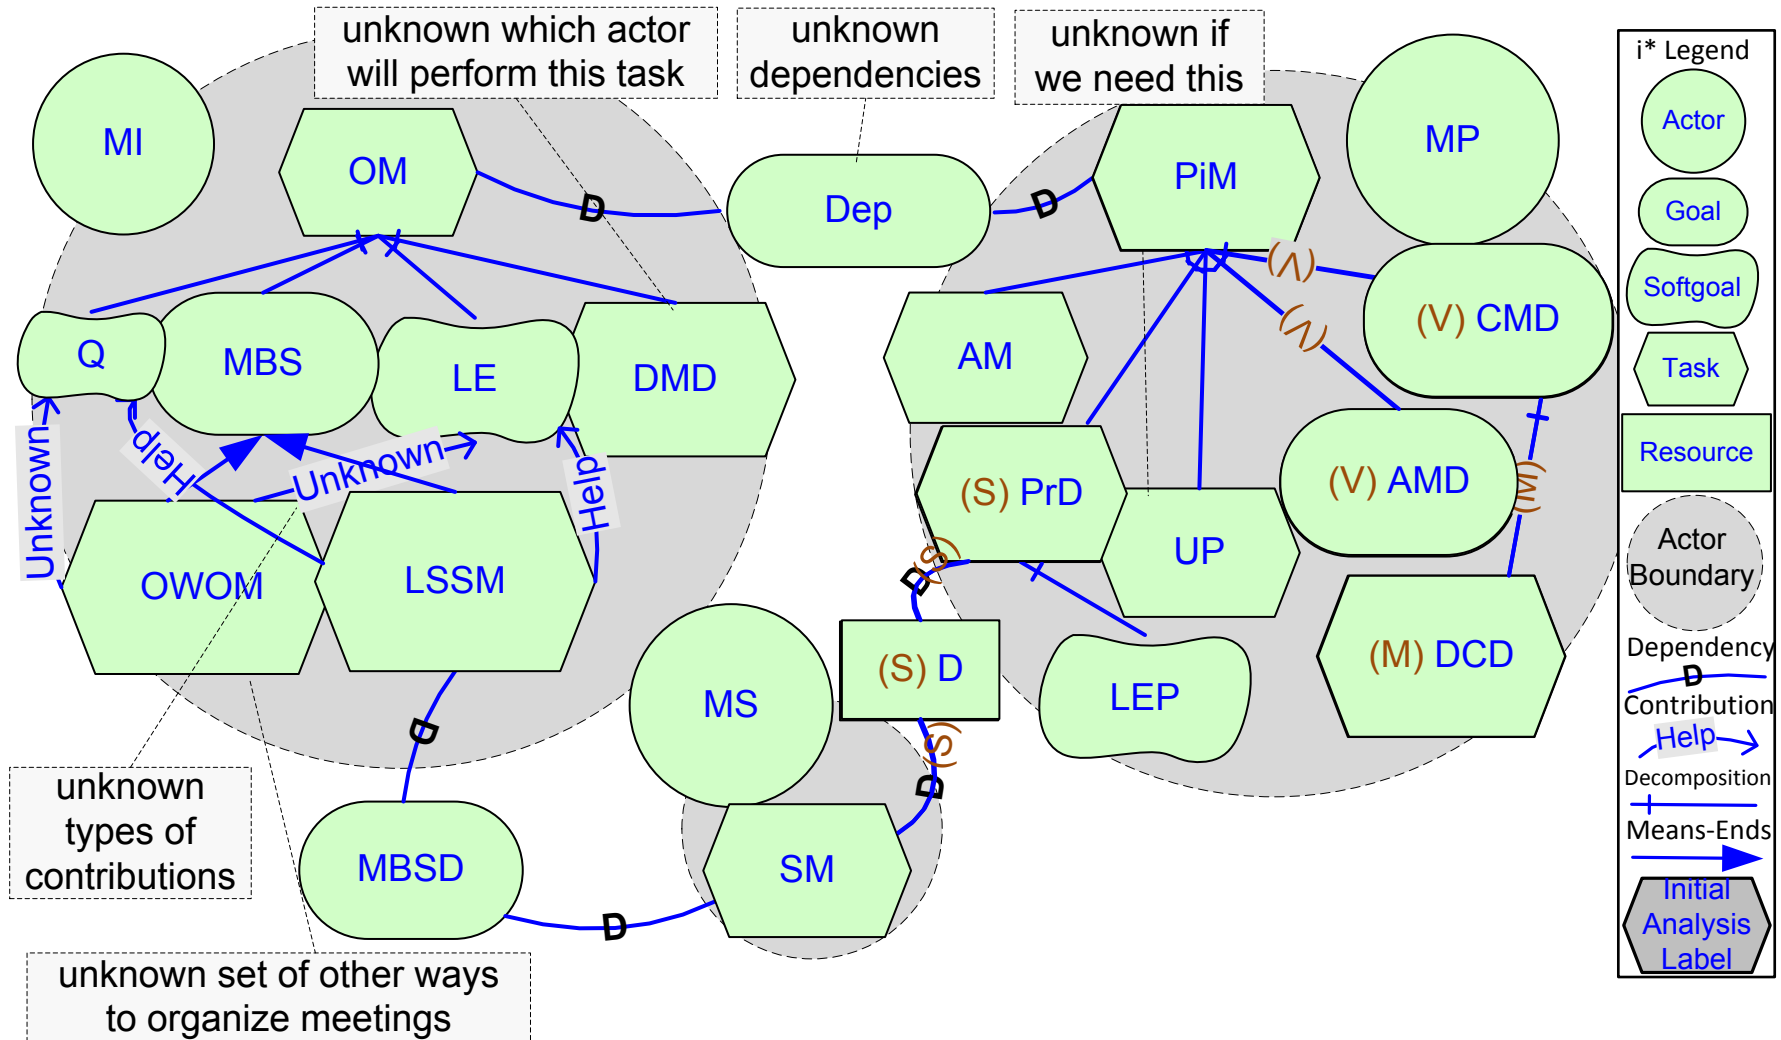 unknown which actor
will perform this task
unknown
dependencies
unknown if
we need this
MI
OM
D
Dep
D
PiM
MP
(V)
(V)
Q
MBS
LE
DMD
AM
(V) CMD
Unknown
Help
Unknown
Help
(S) PrD
(V) AMD
(M)
UP
OWOM
LSSM
(S)
D
(S) D
(M) DCD
LEP
MS
D
(S)
D
unknown
types of
contributions
MBSD
D
SM
unknown set of other ways
to organize meetings
i* Legend
Actor
Goal
Softgoal
Task
Resource
Actor
Boundary
Dependency
D
Contribution
Help
Decomposition
Means-Ends
Initial
Analysis
Label